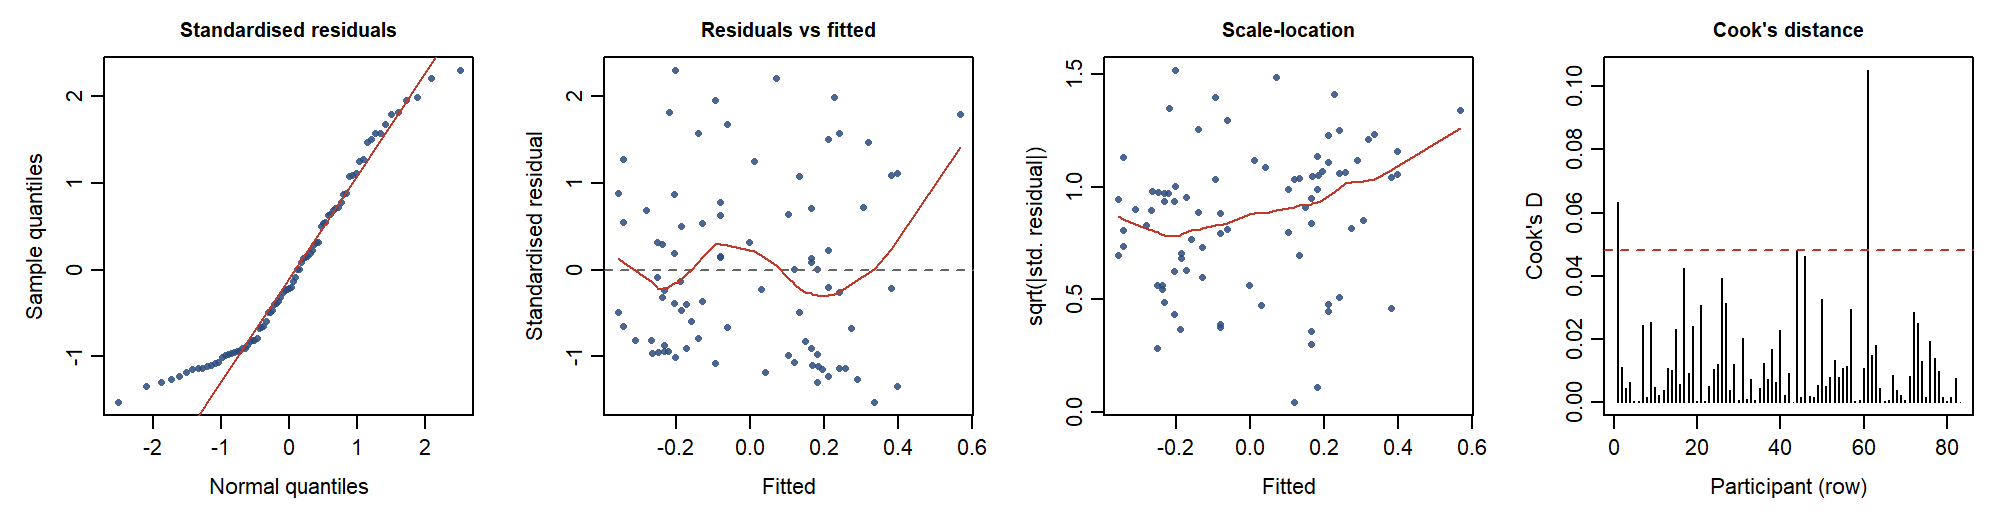 Standardised residuals
Sample quantiles
2
1
0
-1
-2 -1 0 1 2
Normal quantiles
Residuals vs fitted
Standardised residual
2
1
0
-1
-0.2 0.0 0.2 0.4 0.6
Fitted
Scale-location
sqrt(|std. residual|)
1.5
1.0
0.5
0.0
-0.2 0.0 0.2 0.4 0.6
Fitted
Cook's distance
Cook's D
0.10
0.08
0.06
0.04
0.02
0.00
0 20 40 60 80
Participant (row)